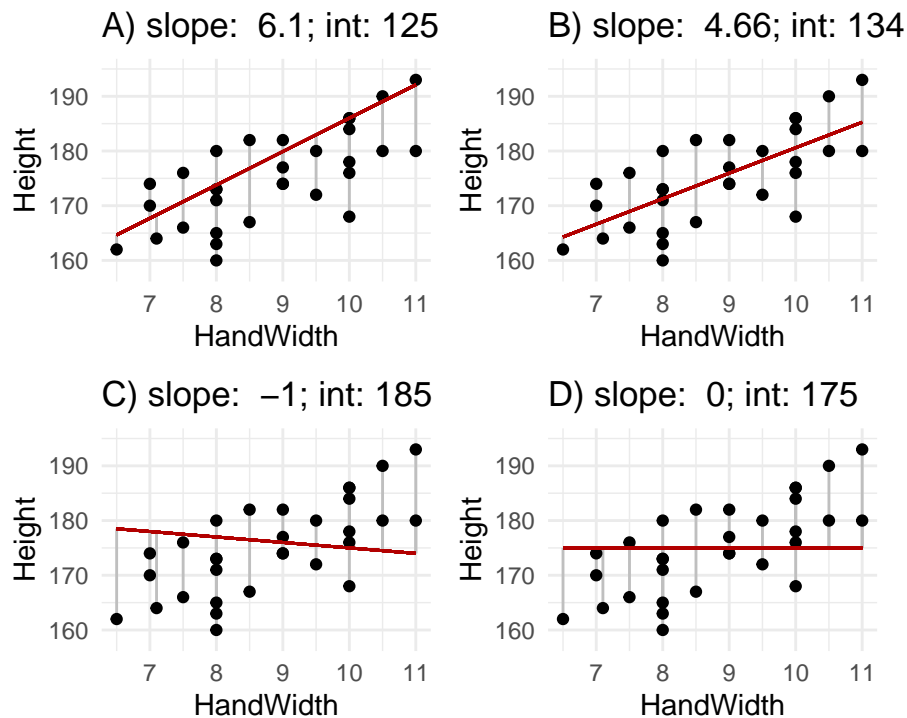 A) slope:  6.1; int: 125
Height
190
180
170
160
7 8 9 10 11
HandWidth
B) slope:  4.66; int: 134
Height
190
180
170
160
7 8 9 10 11
HandWidth
C) slope:  −1; int: 185
Height
190
180
170
160
7 8 9 10 11
HandWidth
D) slope:  0; int: 175
Height
190
180
170
160
7 8 9 10 11
HandWidth